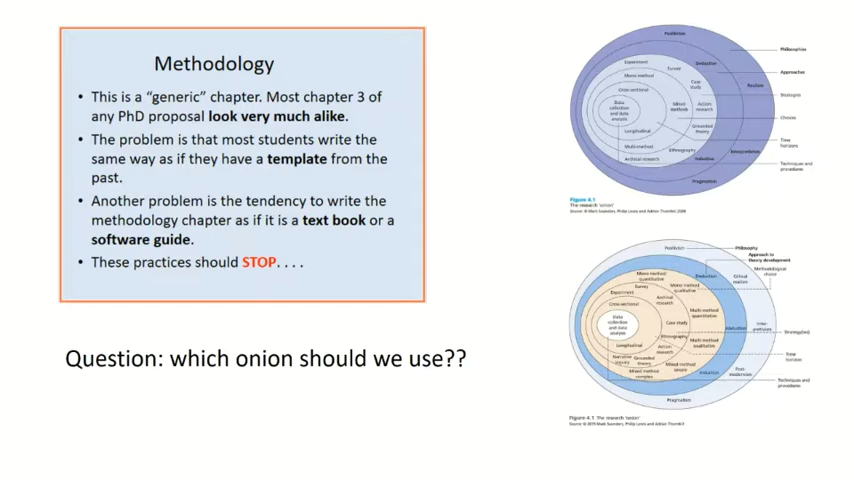 Methodology
• This is a “generic” chapter. Most chapter 3 of
any PhD proposal look very much alike.
• The problem is that most students write the
same way as if they have a template from the
past.
• Another problem is the tendency to write the
methodology chapter as if it is a text book or a
software guide.
• These practices should STOP. . . .
Question: which onion should we use??
Positivism
Philosophies
Experiment
Deduction
Survey
Approaches
Mono method
Case
study
Realism
Cross-sectional
Strategies
Data
collection
and data
analysis
Mixed
methods
Action
research
Choices
Grounded
theory
Longitudinal
Time
horizons
Multi-method
Ethnography
Interpretivism
Archival research
Inductive
Techniques and
procedures
Pragmatism
Figure 4.1
The research ‘onion’
Positivism
Philosophy
Approach to
theory development
Mono method
quantitative
Deduction
Critical
realism
Methodological
choice
Survey
Mono method
qualitative
Experiment
Archival
research
Cross-sectional
Multi-method
quantitative
Data
collection
and data
analysis
Case study
Abduction
Inter-
pretivism
Ethnography
Strategy(ies)
Longitudinal
Action
research
Multi-method
qualitative
Time
horizon
Narrative
inquiry
Grounded
theory
Mixed method
simple
Mixed method
complex
Induction
Post-
modernism
Techniques and
procedures
Pragmatism
Figure 4.1 The research ‘onion’